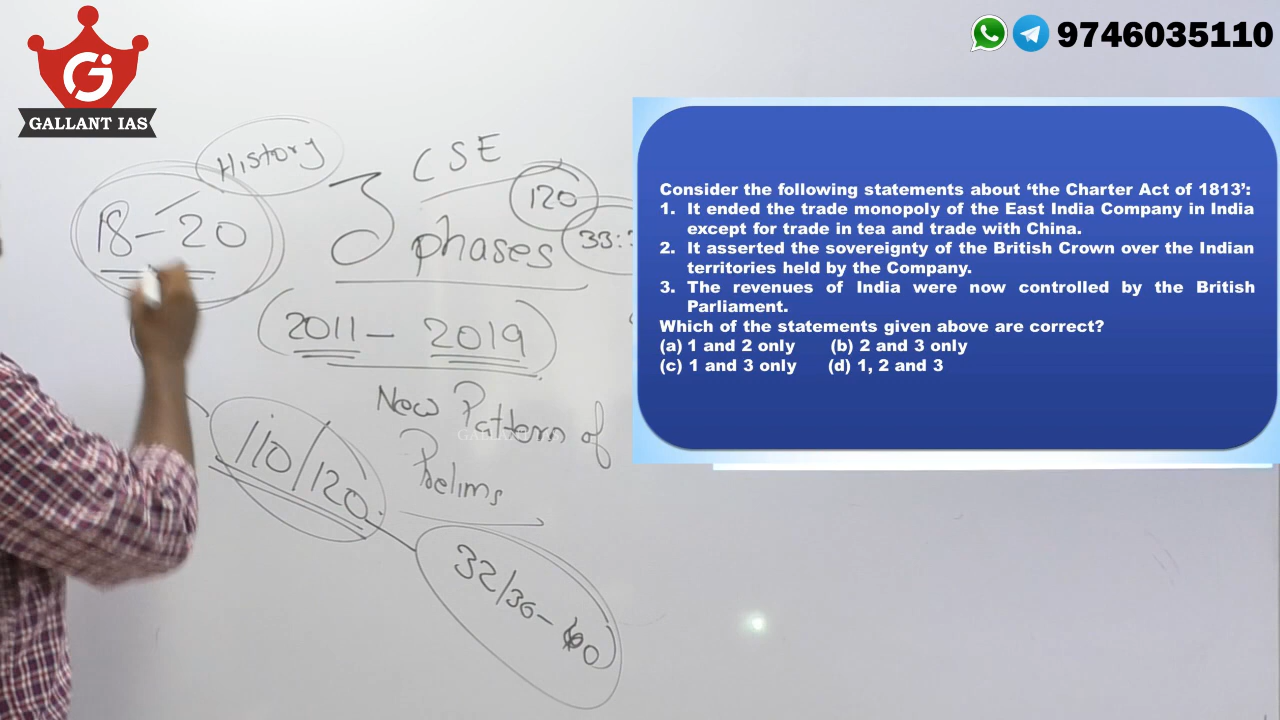 GALLANT IAS
9746035110
History
CSE
18-20
3 phases
120
33:
(2011 - 2019)
New Pattern of
Prelims
110/120
32/36-
GALLANT IAS
Consider the following statements about ‘the Charter Act of 1813’:
1. It ended the trade monopoly of the East India Company in India
except for trade in tea and trade with China.
2. It asserted the sovereignty of the British Crown over the Indian
territories held by the Company.
3. The revenues of India were now controlled by the British
Parliament.
Which of the statements given above are correct?
(a) 1 and 2 only (b) 2 and 3 only
(c) 1 and 3 only (d) 1, 2 and 3